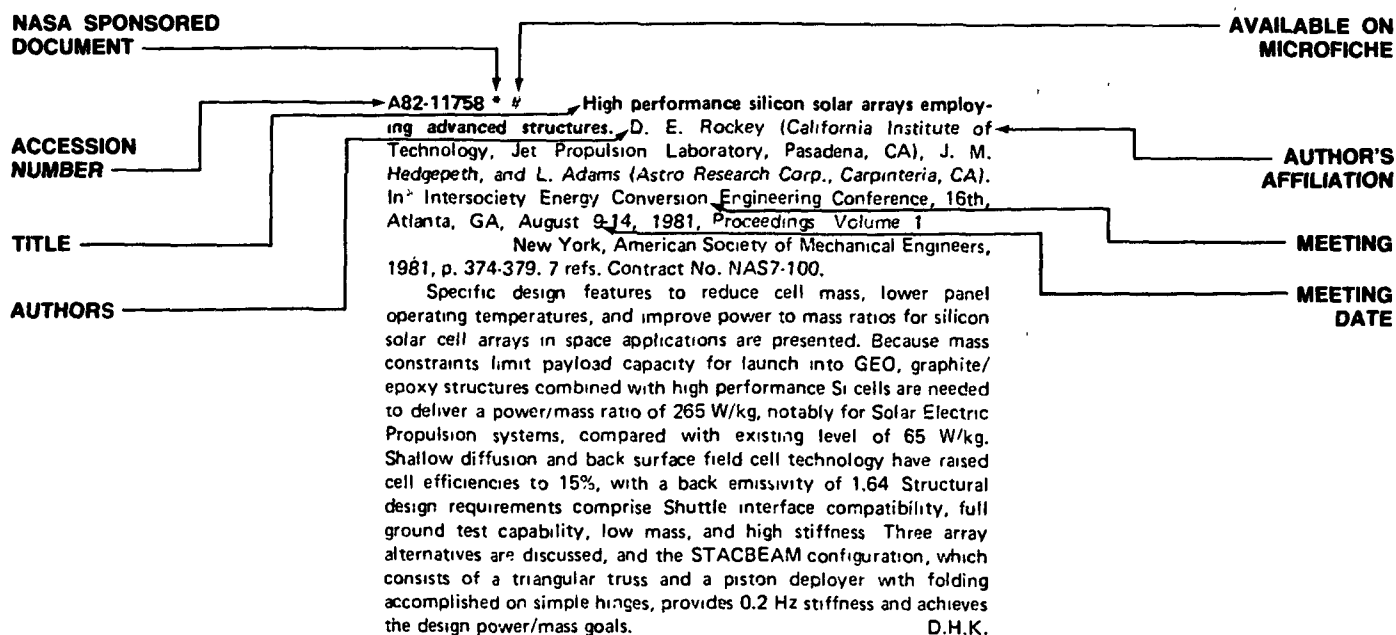 NASA SPONSORED
DOCUMENT
AVAILABLE ON
MICROFICHE
ACCESSION
NUMBER
TITLE
AUTHORS
AUTHOR'S
AFFILIATION
MEETING
MEETING
DATE
A82-11758 * # High performance silicon solar arrays employ-
ing advanced structures. D. E. Rockey (California Institute of
Technology, Jet Propulsion Laboratory, Pasadena, CA), J. M.
Hedgepeth, and L. Adams (Astro Research Corp., Carpinteria, CA).
In: Intersociety Energy Conversion Engineering Conference, 16th,
Atlanta, GA, August 9-14, 1981, Proceedings Volume 1
New York, American Society of Mechanical Engineers,
1981, p. 374-379. 7 refs. Contract No. NAS7-100.
Specific design features to reduce cell mass, lower panel
operating temperatures, and improve power to mass ratios for silicon
solar cell arrays in space applications are presented. Because mass
constraints limit payload capacity for launch into GEO, graphite/
epoxy structures combined with high performance Si cells are needed
to deliver a power/mass ratio of 265 W/kg, notably for Solar Electric
Propulsion systems, compared with existing level of 65 W/kg.
Shallow diffusion and back surface field cell technology have raised
cell efficiencies to 15%, with a back emissivity of 1.64 Structural
design requirements comprise Shuttle interface compatibility, full
ground test capability, low mass, and high stiffness Three array
alternatives are discussed, and the STACBEAM configuration, which
consists of a triangular truss and a piston deployer with folding
accomplished on simple hinges, provides 0.2 Hz stiffness and achieves
the design power/mass goals. D.H.K.